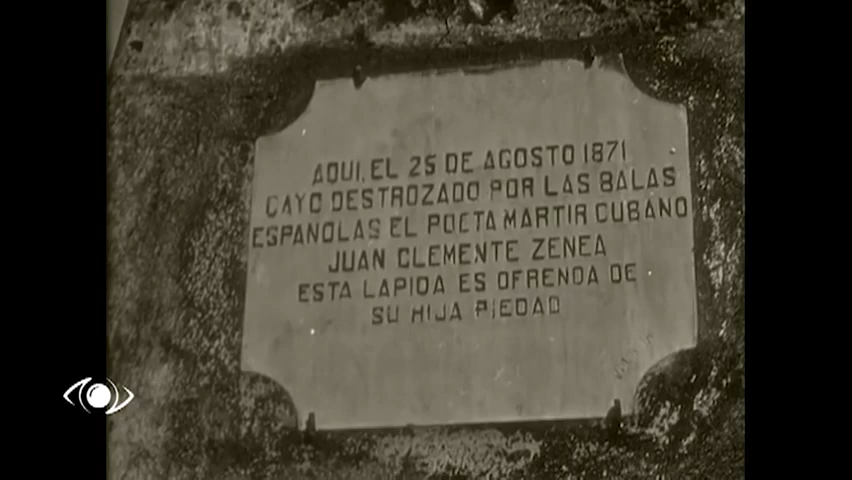 AQUI, EL 25 DE AGOSTO 1871
CAYO DESTROZADO POR LAS BALAS
ESPAÑOLAS EL POETA MARTIR CUBANO
JUAN CLEMENTE ZENEA
ESTA LAPIDA ES OFRENDA DE
SU HIJA PIEDAD